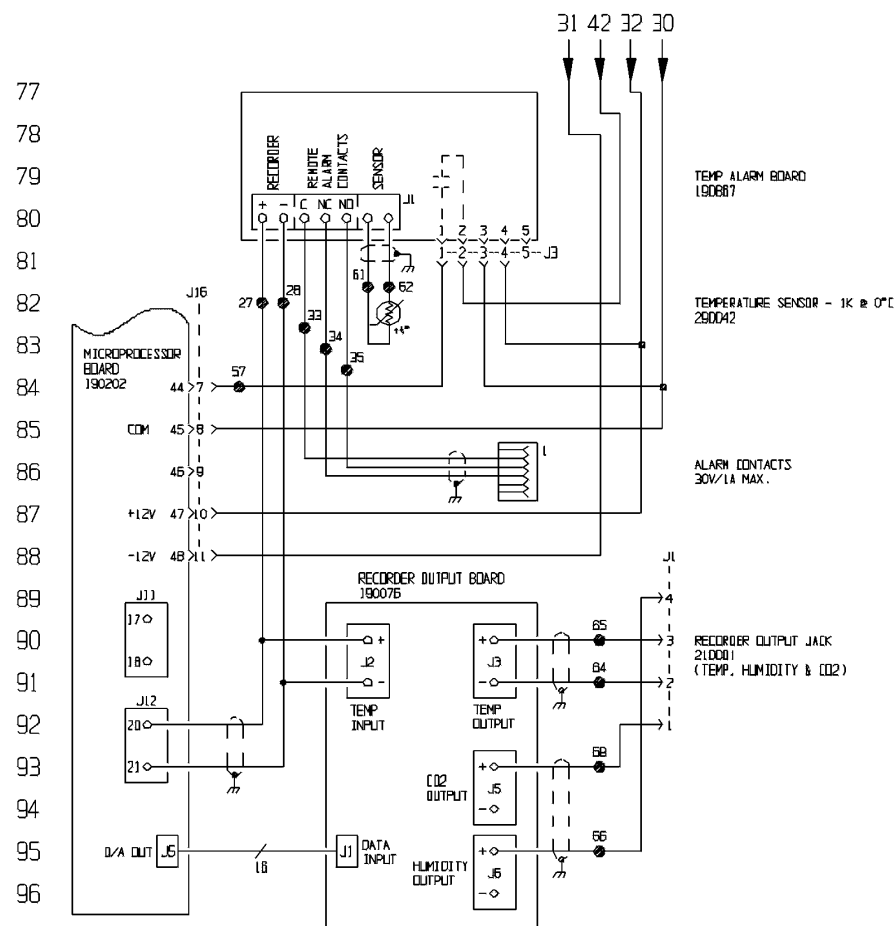 31 42 32 30
77
78
79
80
81
82
83
84
85
86
87
88
89
90
91
92
93
94
95
96
RECORDER
REMOTE
ALARM
CONTACTS
SENSOR
+ - C NC NO J1
1 2 3 4 5
1 2 3 4 5 J3
TEMP ALARM BOARD
190867
61 62
J16
27 28
33
34
35
+t°
TEMPERATURE SENSOR - 1K @ 0°C
290042
MICROPROCESSOR
BOARD
190202
57
44 7
COM 45 8
46 9
+12V 47 10
-12V 48 11
1
ALARM CONTACTS
30V/1A MAX.
RECORDER OUTPUT BOARD
190076
J1
4
3
2
1
J11
17
18
J12
20
21
+
J2
-
TEMP
INPUT
+
J3
-
TEMP
OUTPUT
65
64
RECORDER OUTPUT JACK
210001
(TEMP, HUMIDITY & CO2)
CO2
OUTPUT
+
J5
-
68
D/A OUT J5
16
J1 DATA
INPUT
HUMIDITY
OUTPUT
+
J6
-
66